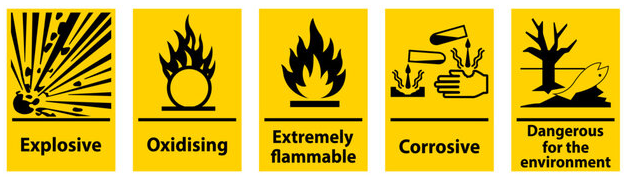 Explosive
Oxidising
Extremely
flammable
Corrosive
Dangerous
for the
environment